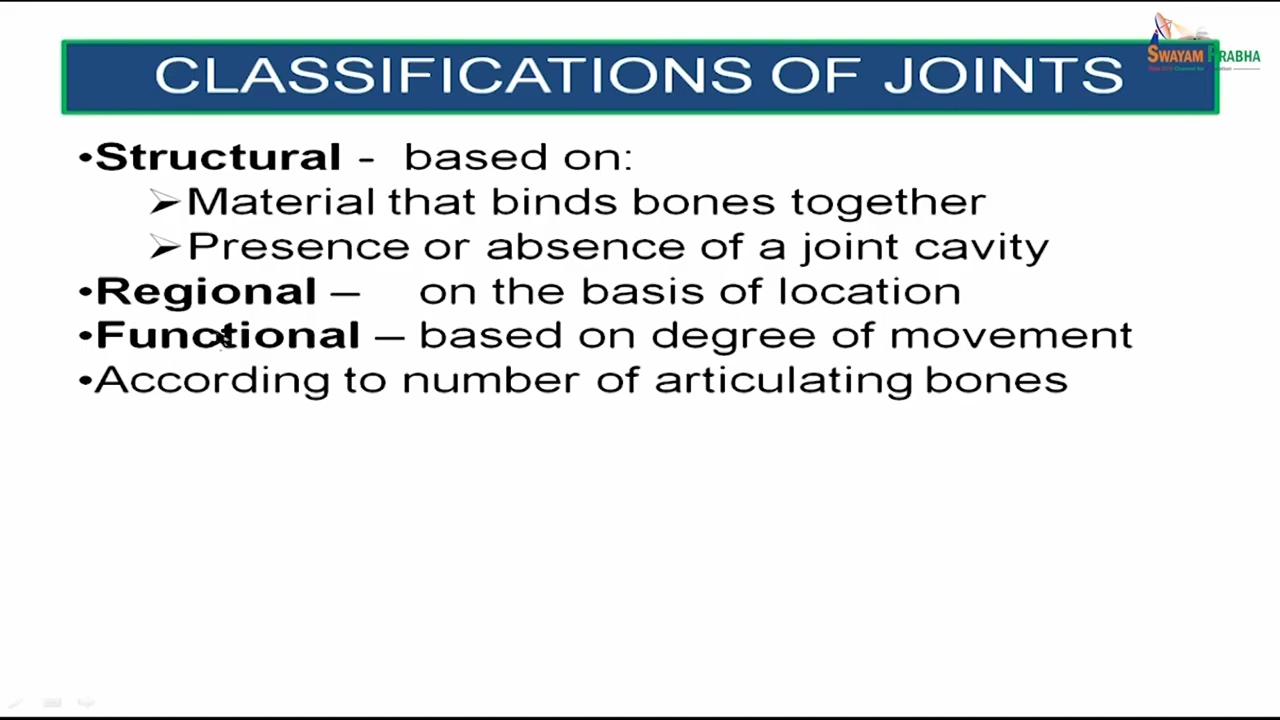 SWAYAM PRABHA
CLASSIFICATIONS OF JOINTS
•Structural - based on:
➢Material that binds bones together
➢Presence or absence of a joint cavity
•Regional – on the basis of location
•Functional – based on degree of movement
•According to number of articulating bones